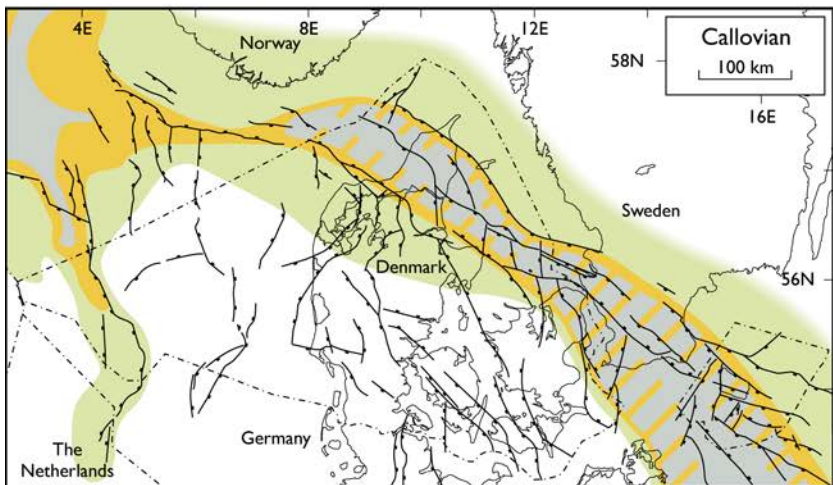 4E
8E
12E
Norway
Callovian
100 km
58N
16E
Sweden
Denmark
56N
Germany
The
Netherlands